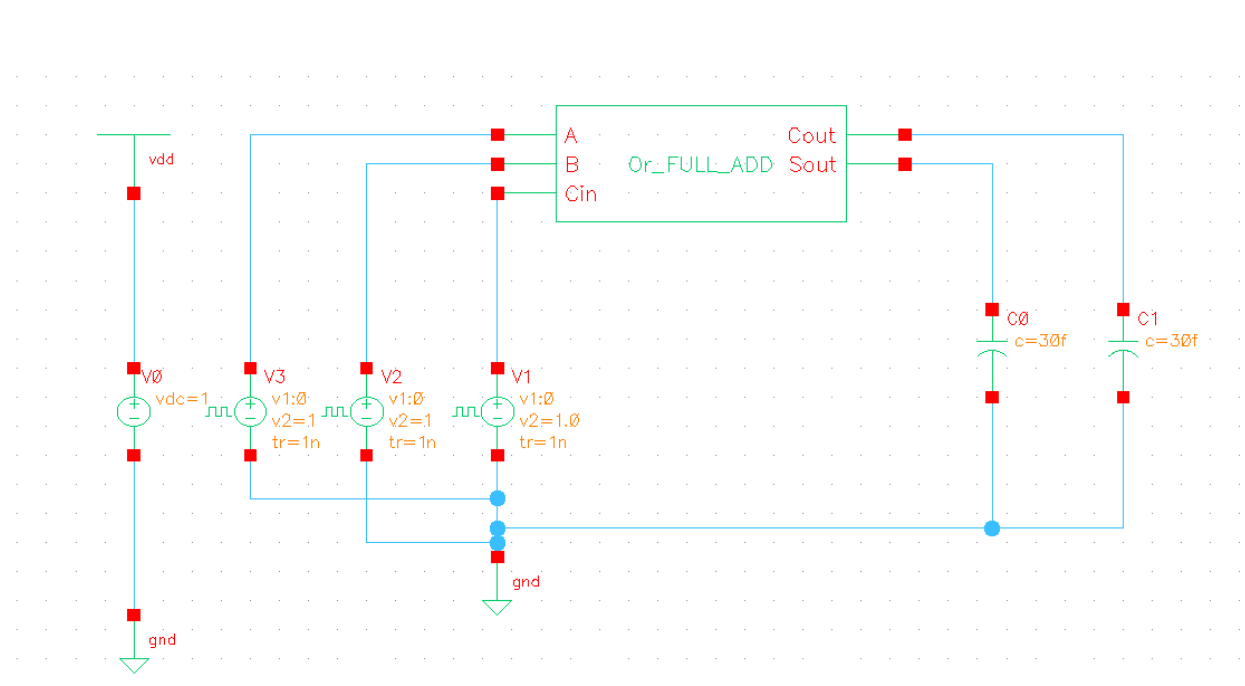 vdd
A
B
Cin
Or_FULL_ADD
Cout
Sout
V0
vdc=1
V3
v1:0
v2=1
tr=1n
V2
v1:0
v2=1
tr=1n
V1
v1:0
v2=1.0
tr=1n
C0
c=30f
C1
c=30f
gnd
gnd